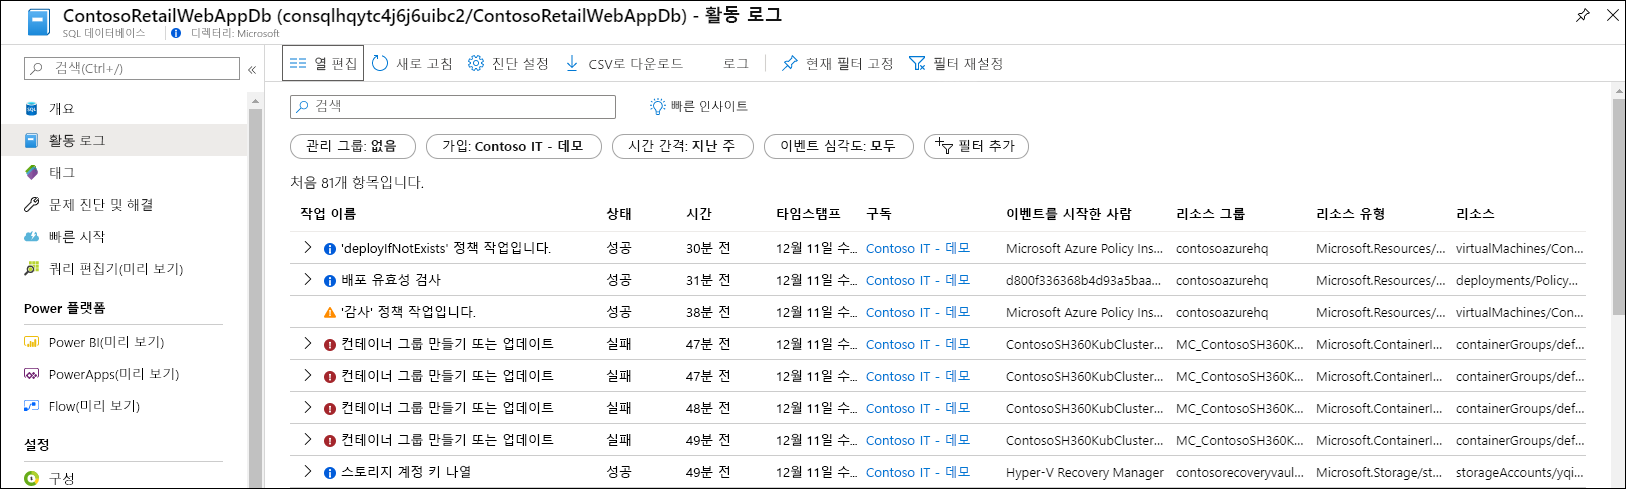 ContosoRetailWebAppDb (consqlhqytc4j6j6uibc2/ContosoRetailWebAppDb) - 활동 로그
SQL 데이터베이스 디렉터리: Microsoft
검색(Ctrl+/)
«
개요
활동 로그
태그
문제 진단 및 해결
빠른 시작
쿼리 편집기(미리 보기)
Power 플랫폼
Power BI(미리 보기)
PowerApps(미리 보기)
Flow(미리 보기)
설정
구성
열 편집 새로 고침 진단 설정 CSV로 다운로드 로그 현재 필터 고정 필터 재설정
검색 빠른 인사이트
관리 그룹: 없음 가입: Contoso IT - 데모 시간 간격: 지난 주 이벤트 심각도: 모두 필터 추가
처음 81개 항목입니다.
작업 이름 상태 시간 타임스탬프 구독 이벤트를 시작한 사람 리소스 그룹 리소스 유형 리소스
'deployIfNotExists' 정책 작업입니다. 성공 30분 전 12월 11일 수... Contoso IT - 데모 Microsoft Azure Policy Ins... contosoazurehq Microsoft.Resources/... virtualMachines/Con...
배포 유효성 검사 성공 31분 전 12월 11일 수... Contoso IT - 데모 d800f336368b4d93a5baa... contosoazurehq Microsoft.Resources/... deployments/Policy...
'감사' 정책 작업입니다. 성공 38분 전 12월 11일 수... Contoso IT - 데모 Microsoft Azure Policy Ins... contosoazurehq Microsoft.Resources/... virtualMachines/Con...
컨테이너 그룹 만들기 또는 업데이트 실패 47분 전 12월 11일 수... Contoso IT - 데모 ContosoSH360KubCluster... MC_ContosoSH360K... Microsoft.ContainerI... containerGroups/def...
컨테이너 그룹 만들기 또는 업데이트 실패 47분 전 12월 11일 수... Contoso IT - 데모 ContosoSH360KubCluster... MC_ContosoSH360K... Microsoft.ContainerI... containerGroups/def...
컨테이너 그룹 만들기 또는 업데이트 실패 48분 전 12월 11일 수... Contoso IT - 데모 ContosoSH360KubCluster... MC_ContosoSH360K... Microsoft.ContainerI... containerGroups/def...
컨테이너 그룹 만들기 또는 업데이트 실패 49분 전 12월 11일 수... Contoso IT - 데모 ContosoSH360KubCluster... MC_ContosoSH360K... Microsoft.ContainerI... containerGroups/def...
스토리지 계정 키 나열 성공 49분 전 12월 11일 수... Contoso IT - 데모 Hyper-V Recovery Manager contosorecoveryvaul... Microsoft.Storage/st... storageAccounts/yqi...